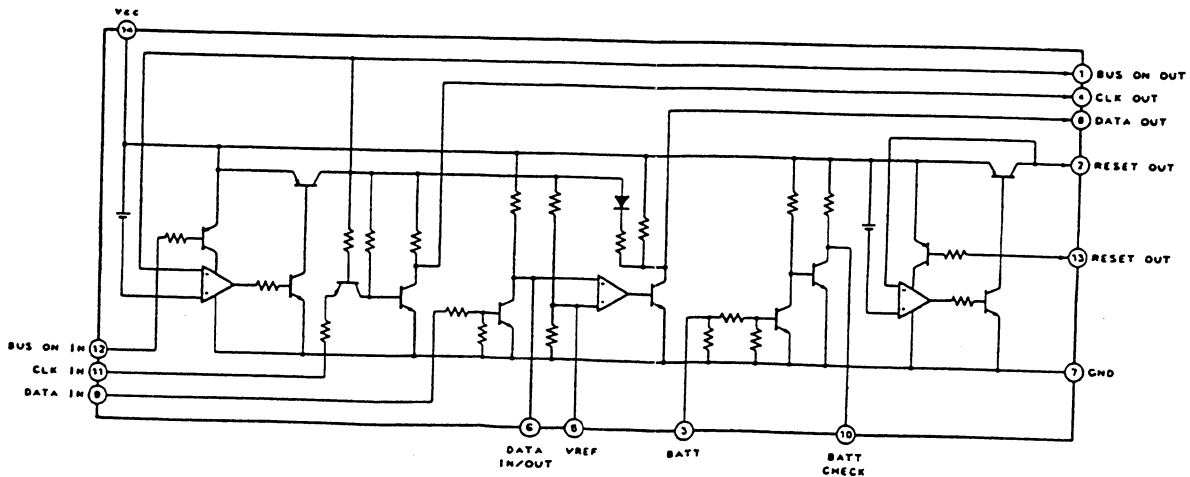 Vcc
14
1 BUS ON OUT
4 CLK OUT
8 DATA OUT
2 RESET OUT
13 RESET OUT
BUS ON IN 12
CLK IN 11
DATA IN 9
7 GND
6
5
3
10
DATA IN/OUT
VREF
BATT
BATT CHECK